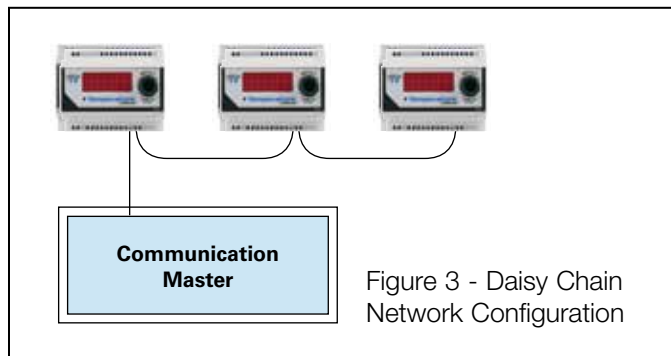 Communication
Master
Figure 3 - Daisy Chain
Network Configuration